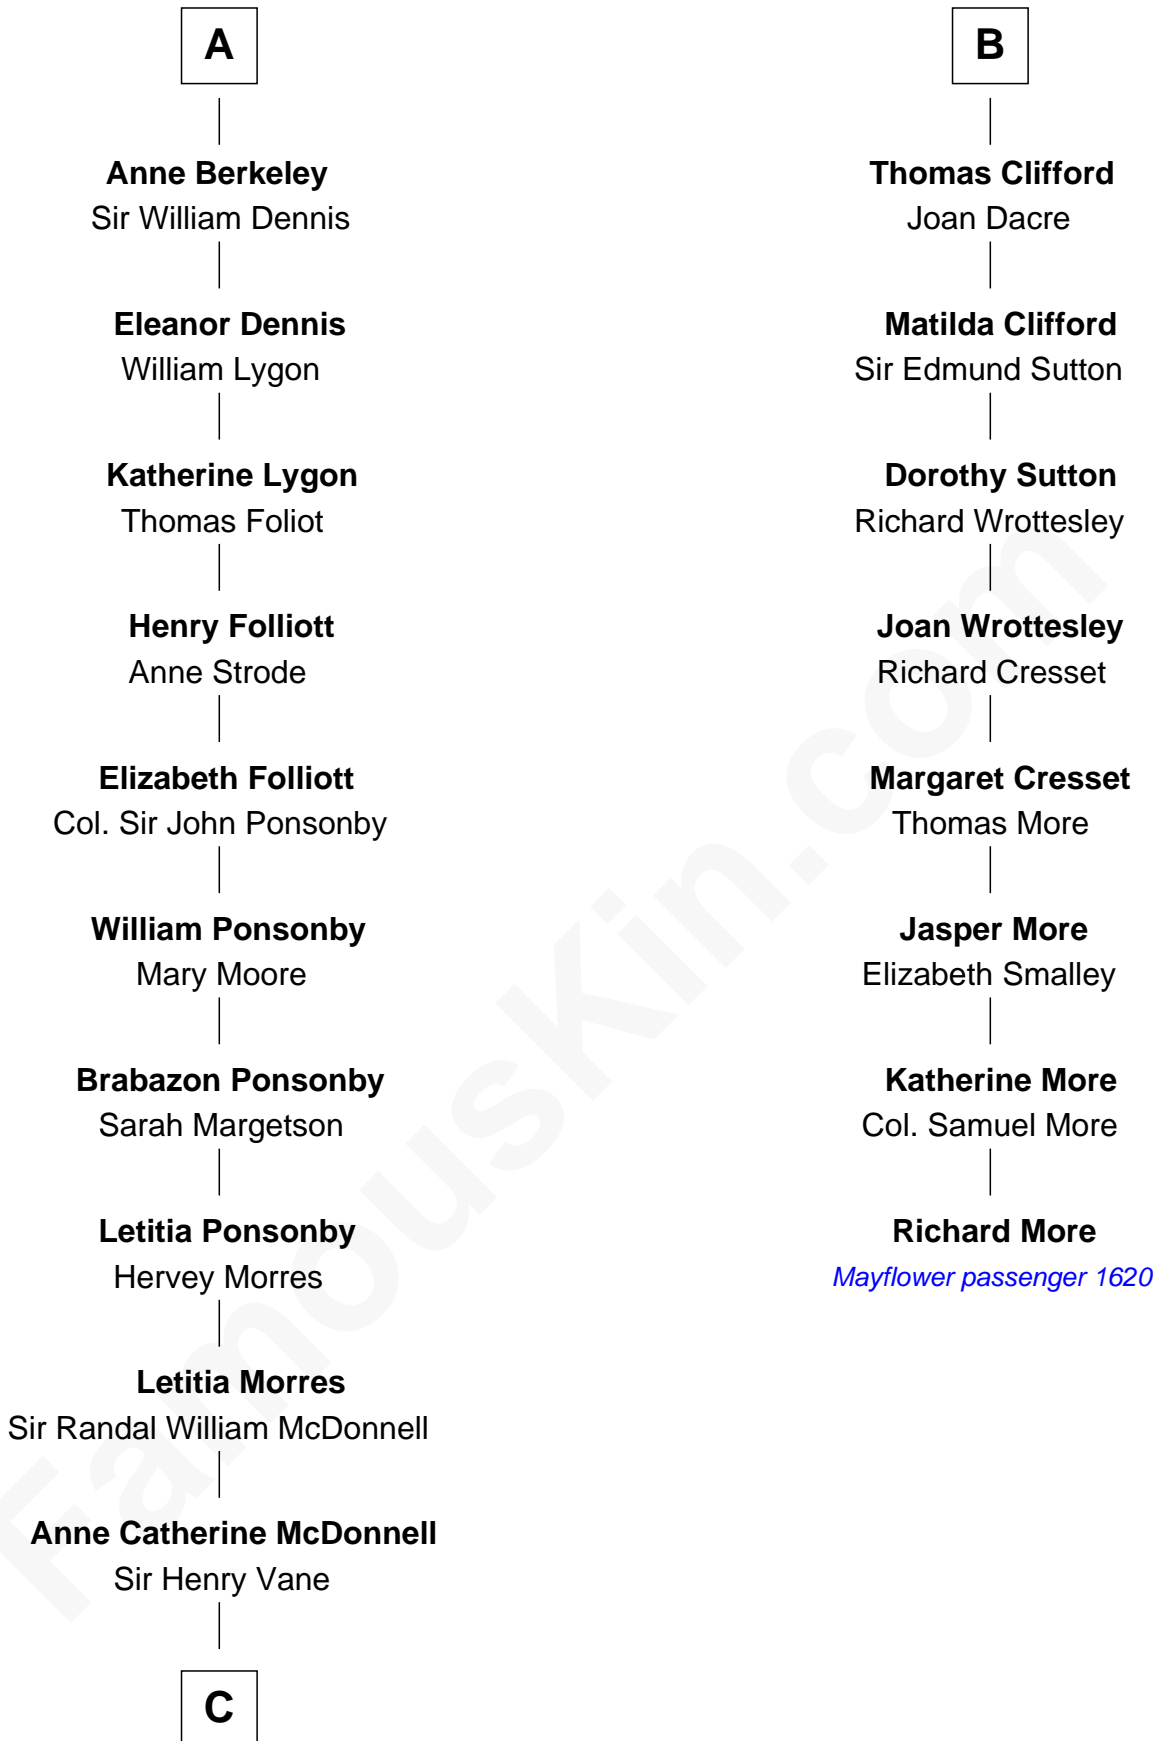 A
Anne Berkeley
Sir William Dennis
Eleanor Dennis
William Lygon
Katherine Lygon
Thomas Foliot
Henry Folliott
Anne Strode
Elizabeth Folliott
Col. Sir John Ponsonby
William Ponsonby
Mary Moore
Brabazon Ponsonby
Sarah Margetson
Letitia Ponsonby
Hervey Morres
Letitia Morres
Sir Randal William McDonnell
Anne Catherine McDonnell
Sir Henry Vane
C
B
Thomas Clifford
Joan Dacre
Matilda Clifford
Sir Edmund Sutton
Dorothy Sutton
Richard Wrottesley
Joan Wrottesley
Richard Cresset
Margaret Cresset
Thomas More
Jasper More
Elizabeth Smalley
Katherine More
Col. Samuel More
Richard More
Mayflower passenger 1620
FamousKin.com